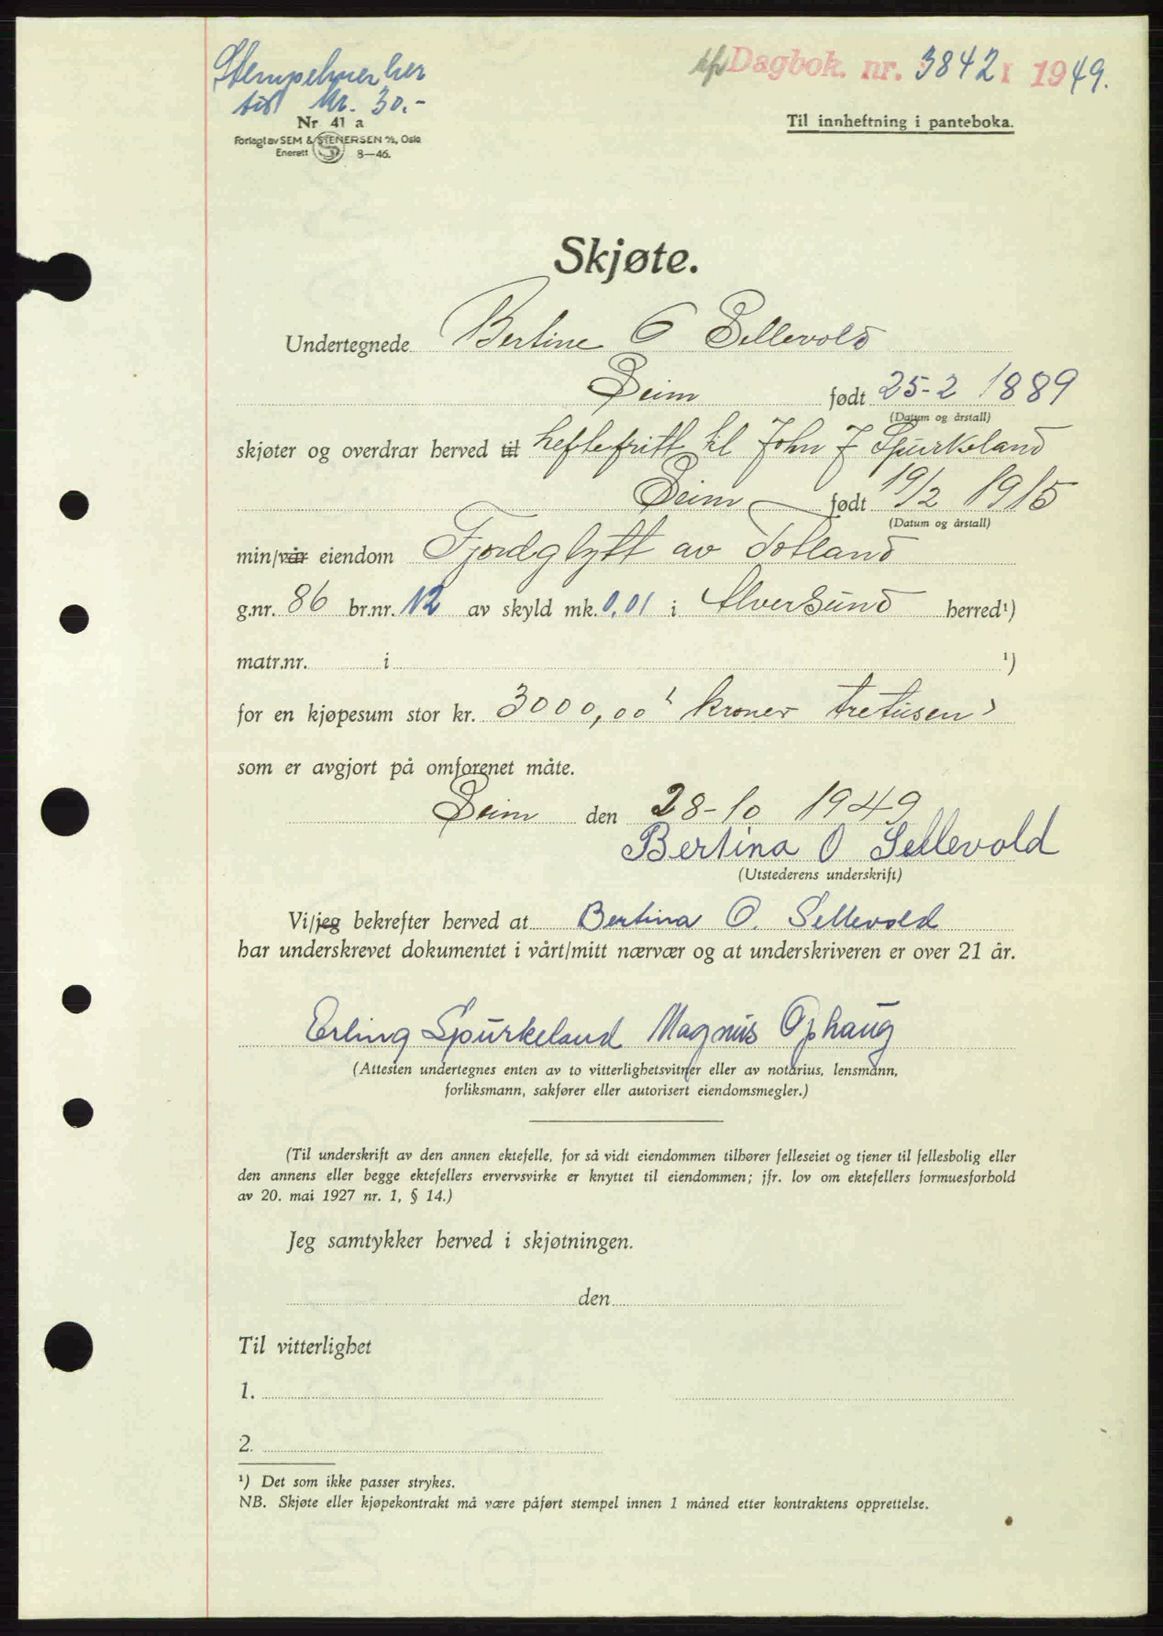 Stempelmerker
til Kr. 30.-
Dagbok. nr. 3842 I 1949.
Nr 41 a
Forlagt av SEM & STENERSEN A/S, Oslo
Enerett 8—46.
Til innheftning i panteboka.
Skjøte.
Undertegnede Bertine O Sellevold
Seim født 25-2 1889
(Datum og årstall)
skjøter og overdrar herved til heftefritt til John J Spurkeland
Seim født 19/2 1915
(Datum og årstall)
min/vår eiendom Fjordglytt av Totland
g.nr. 86 br.nr. 12 av skyld mk. 0,01 i Alversund herred¹)
matr.nr. i ¹)
for en kjøpesum stor kr. 3000,00 ( kroner tretusen )
som er avgjort på omforenet måte.
Seim den 28-10 1949
Bertina O Sellevold
(Utstederens underskrift)
Vi/jeg bekrefter herved at Bertina O. Sellevold
har underskrevet dokumentet i vårt/mitt nærvær og at underskriveren er over 21 år.
Erling Spurkeland Magnus Ophaug
(Attesten undertegnes enten av to vitterlighetsvitner eller av notarius, lensmann,
forliksmann, sakfører eller autorisert eiendomsmegler.)
(Til underskrift av den annen ektefelle, for så vidt eiendommen tilhører felleseiet og tjener til fellesbolig eller
den annens eller begge ektefellers ervervsvirke er knyttet til eiendommen; jfr. lov om ektefellers formuesforhold
av 20. mai 1927 nr. 1, § 14.)
Jeg samtykker herved i skjøtningen.
den
Til vitterlighet
1.
2.
¹) Det som ikke passer strykes.
NB. Skjøte eller kjøpekontrakt må være påført stempel innen 1 måned etter kontraktens opprettelse.